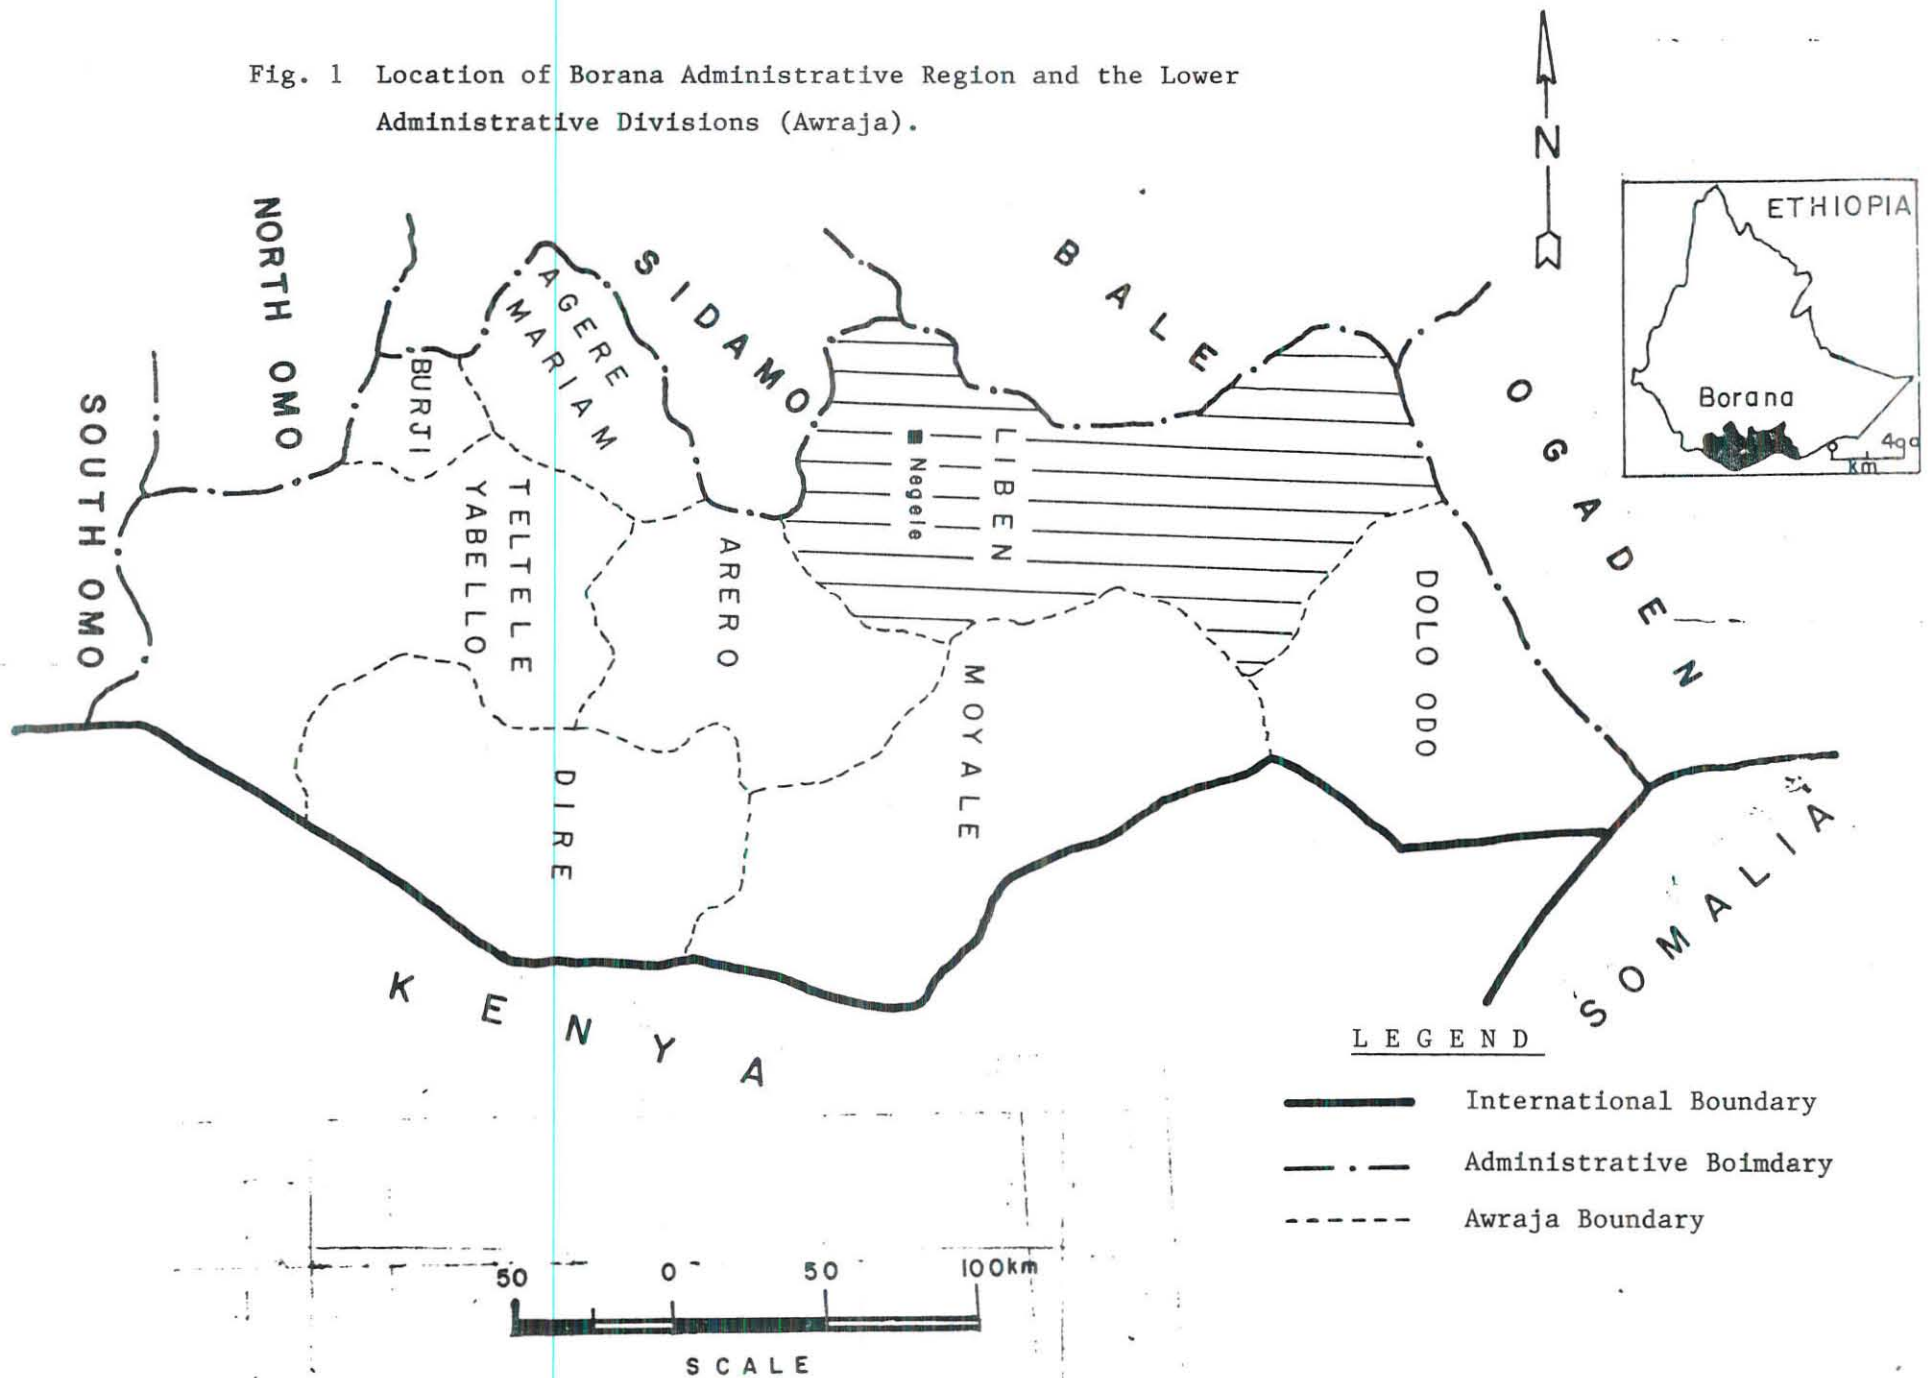 Fig. 1 Location of Borana Administrative Region and the Lower
Administrative Divisions (Awraja).
N
ETHIOPIA
Borana
km
NORTH OMO
SOUTH OMO
SIDAMO
BALE
OGADEN
AGERE
MARIAM
BURJI
TELTELE
YABELLO
ARERO
Negele
LIBEN
DOLO ODO
MOYALE
DIRE
KENYA
SOMALIA
LEGEND
International Boundary
Administrative Boimdary
Awraja Boundary
50 0 50 100km
SCALE